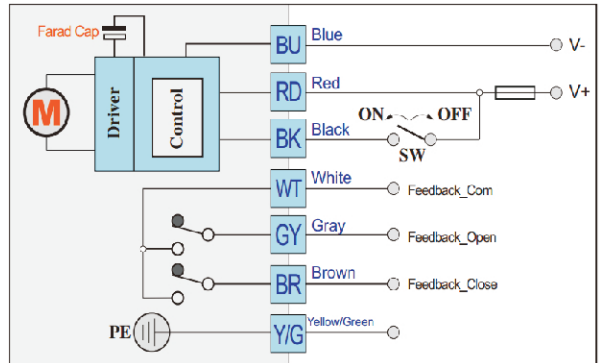 Farad Cap
M
Driver
Control
BU Blue V-
RD Red V+
ON OFF
BK Black
SW
WT White Feedback_Com
GY Gray Feedback_Open
BR Brown Feedback_Close
PE Y/G Yellow/Green